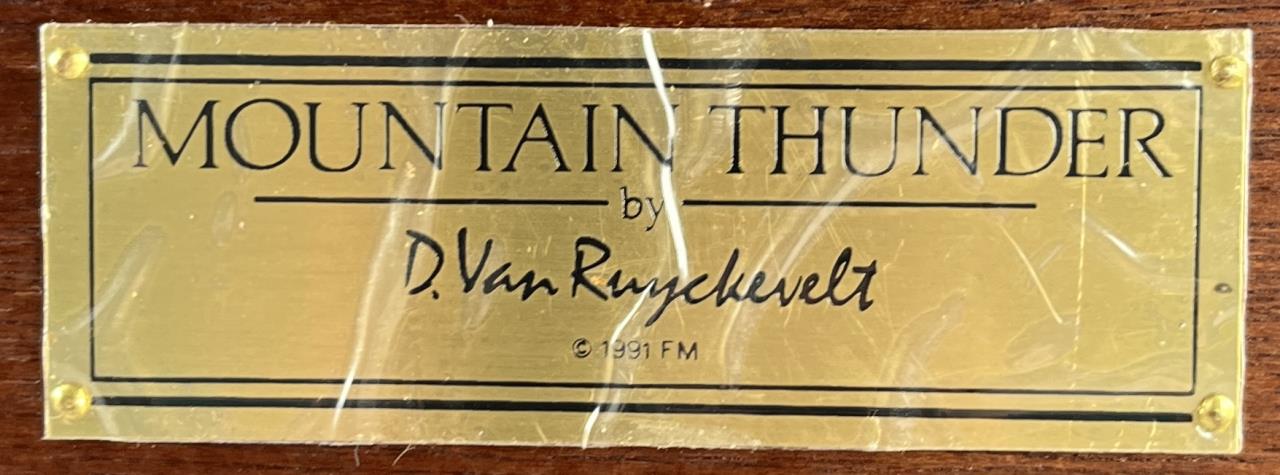 MOUNTAIN THUNDER
by
D. Van Ruyckevelt
© 1991 FM